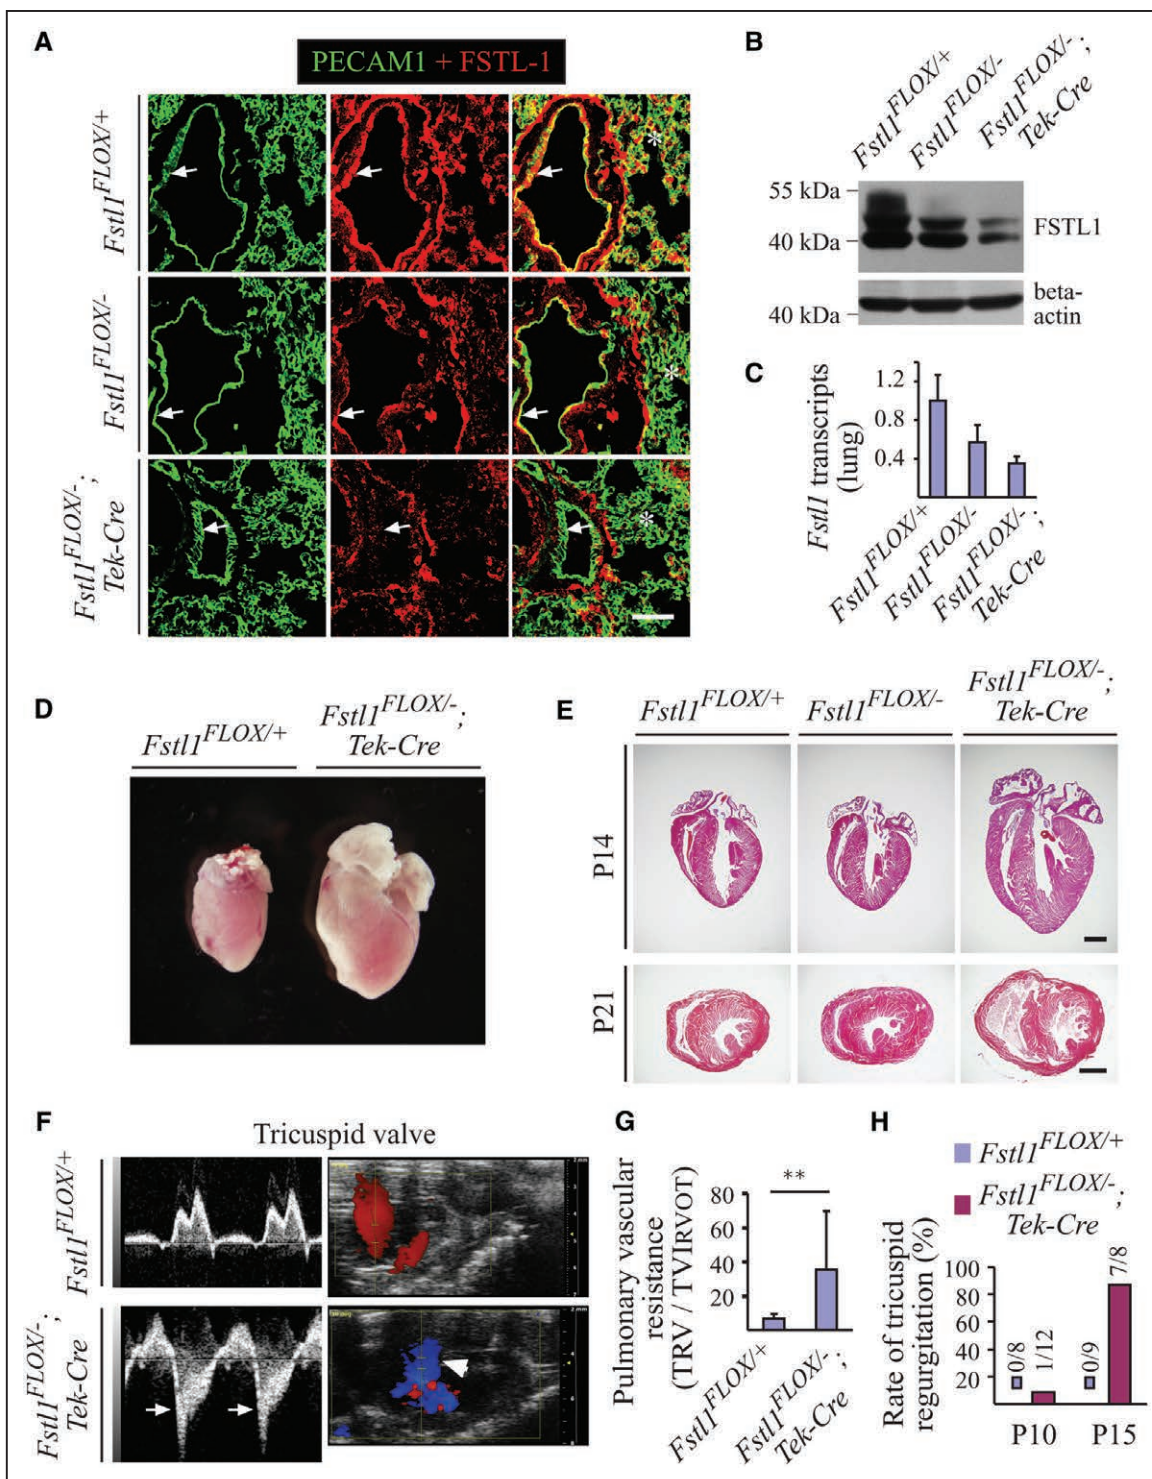 A
PECAM1 + FSTL-1
Fstl1FLOX/+
Fstl1FLOX/-
Fstl1FLOX/-;
Tek-Cre
*
*
*
B
Fstl1FLOX/+
Fstl1FLOX/-
Fstl1FLOX/-;
Tek-Cre
55 kDa
40 kDa
FSTL1
40 kDa
beta-
actin
C
Fstl1 transcripts
(lung)
1.2
0.8
0.4
Fstl1FLOX/+
Fstl1FLOX/-
Fstl1FLOX/-;
Tek-Cre
D
Fstl1FLOX/+
Fstl1FLOX/-;
Tek-Cre
E
Fstl1FLOX/+
Fstl1FLOX/-
Fstl1FLOX/-;
Tek-Cre
P14
P21
F
Tricuspid valve
Fstl1FLOX/+
Fstl1FLOX/-;
Tek-Cre
G
Pulmonary vascular
resistance
(TRV / TVIRVOT)
80
60
40
20
**
Fstl1FLOX/+
Fstl1FLOX/-;
Tek-Cre
H
Fstl1FLOX/+
Fstl1FLOX/-;
Tek-Cre
Rate of tricuspid
regurgitation (%)
100
80
60
40
20
0/8
1/12
0/9
7/8
P10
P15